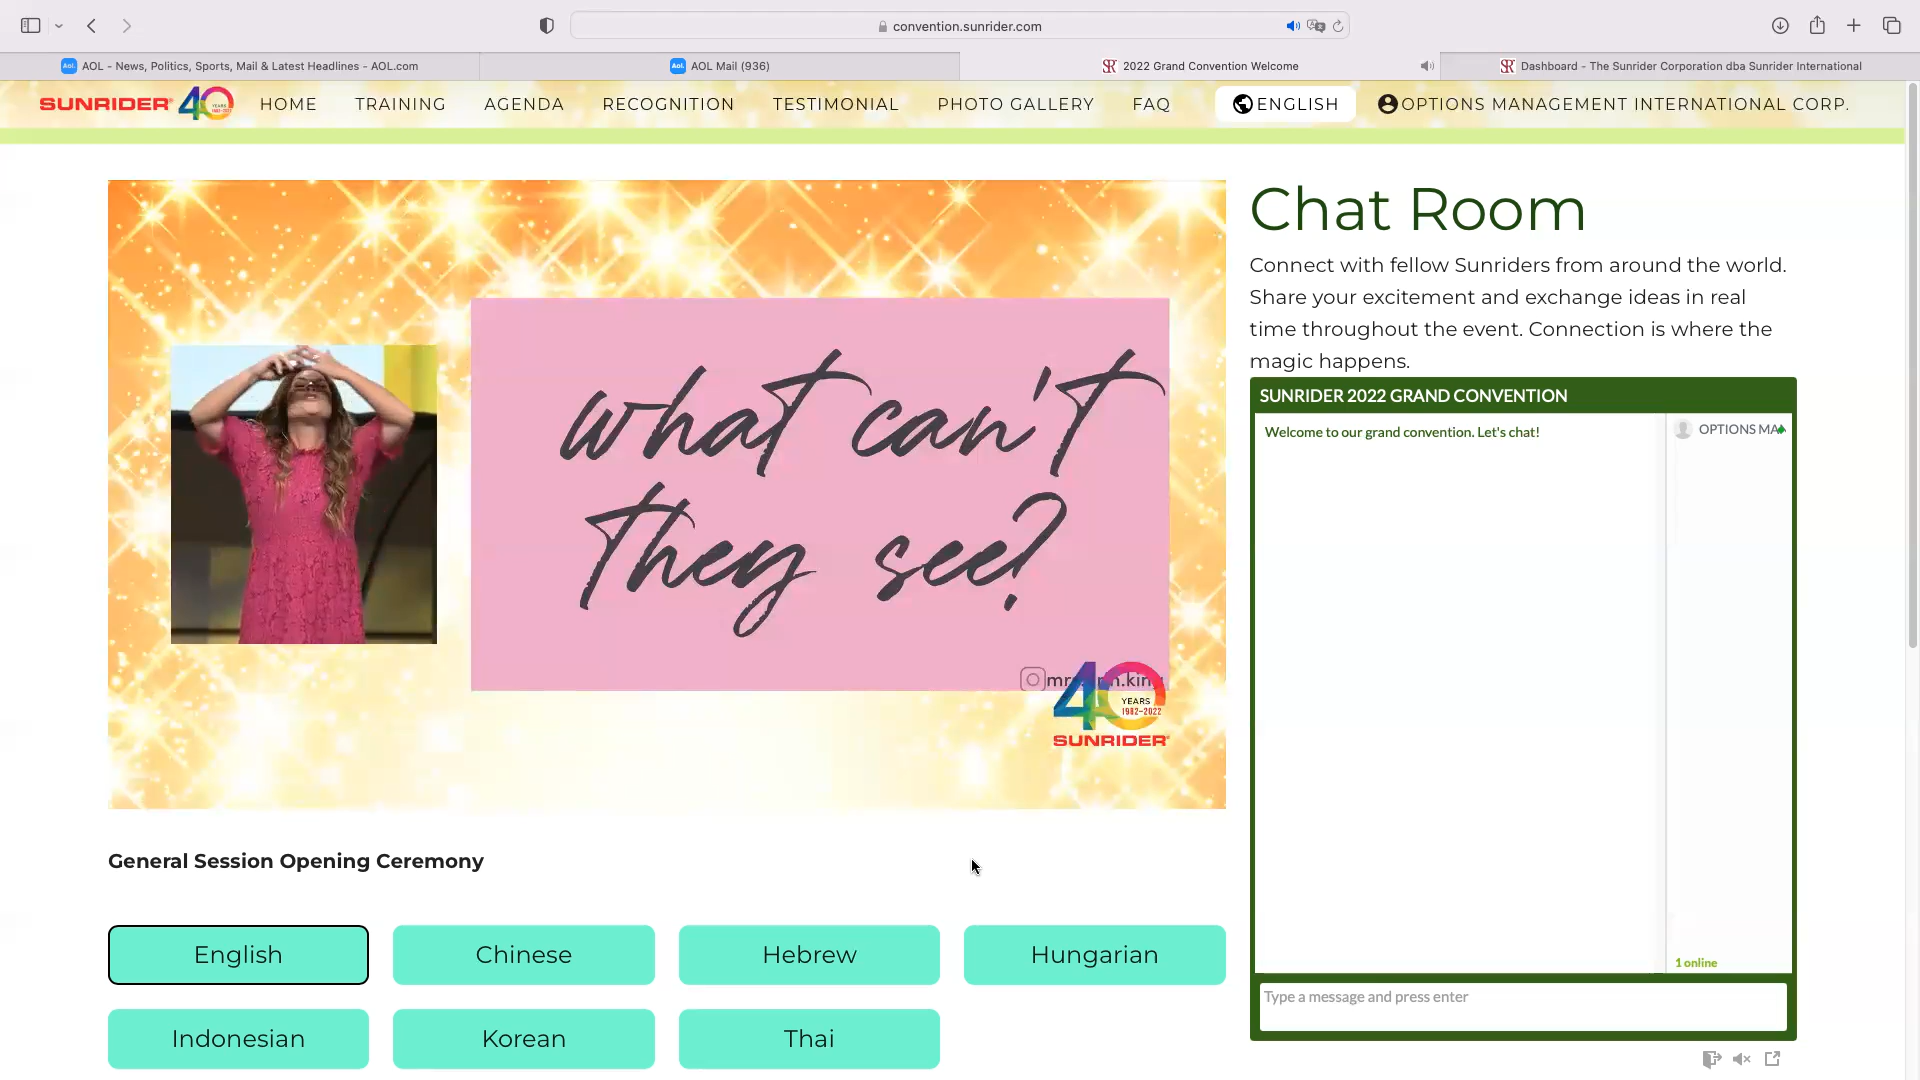 convention.sunrider.com
AOL - News, Politics, Sports, Mail & Latest Headlines - AOL.com
AOL Mail (936)
2022 Grand Convention Welcome
Dashboard - The Sunrider Corporation dba Sunrider International
SUNRIDER 40 YEARS
HOME
TRAINING
AGENDA
RECOGNITION
TESTIMONIAL
PHOTO GALLERY
FAQ
ENGLISH
OPTIONS MANAGEMENT INTERNATIONAL CORP.
what can't
they see?
40 YEARS
1982-2022
SUNRIDER
General Session Opening Ceremony
English
Chinese
Hebrew
Hungarian
Indonesian
Korean
Thai
Chat Room
Connect with fellow Sunriders from around the world.
Share your excitement and exchange ideas in real
time throughout the event. Connection is where the
magic happens.
SUNRIDER 2022 GRAND CONVENTION
Welcome to our grand convention. Let's chat!
OPTIONS MA
1 online
Type a message and press enter